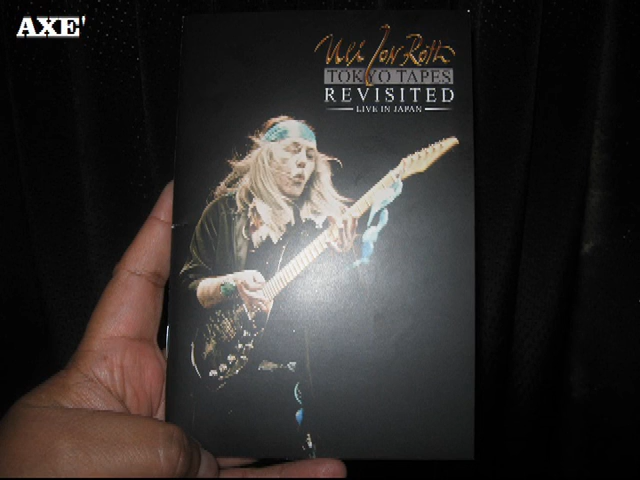 AXE'
Uli Jon Roth
TOKYO TAPES
REVISITED
LIVE IN JAPAN